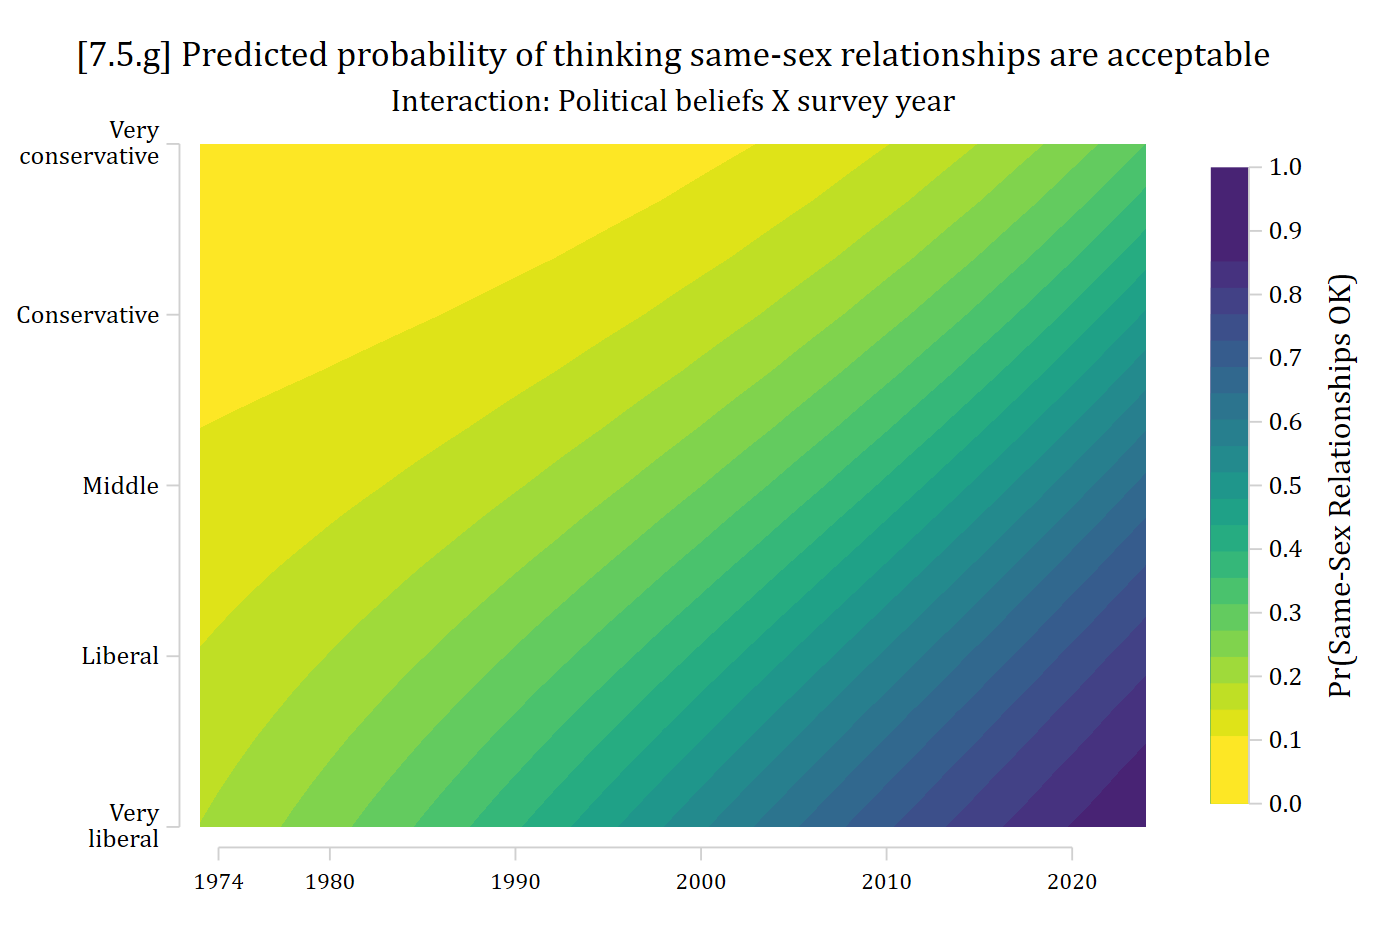 [7.5.g] Predicted probability of thinking same-sex relationships are acceptable
Interaction: Political beliefs X survey year
Very
conservative
Conservative
Middle
Liberal
Very
liberal
1974
1980
1990
2000
2010
2020
1.0
0.9
0.8
0.7
0.6
0.5
0.4
0.3
0.2
0.1
0.0
Pr(Same-Sex Relationships OK)